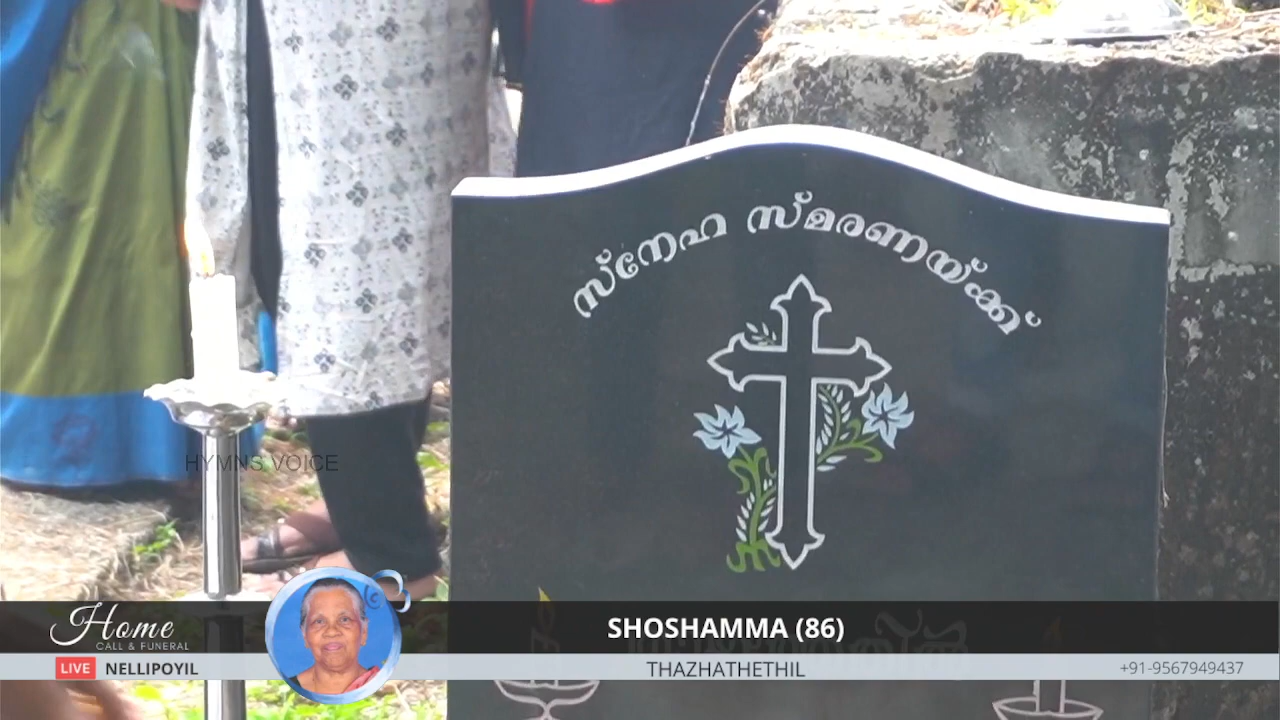 സ്നേഹ സ്മരണയ്ക്ക്
HYMNS VOICE
Home
CALL & FUNERAL
SHOSHAMMA (86)
LIVE NELLIPOYIL
THAZHATHETHIL
+91-9567949437